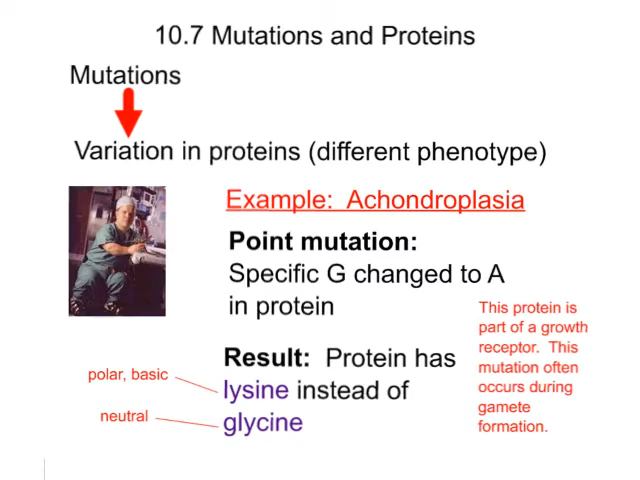 10.7 Mutations and Proteins
Mutations
Variation in proteins (different phenotype)
Example: Achondroplasia
Point mutation:
Specific G changed to A
in protein
This protein is
part of a growth
receptor. This
mutation often
occurs during
gamete
formation.
Result: Protein has
lysine instead of
glycine
polar, basic
neutral